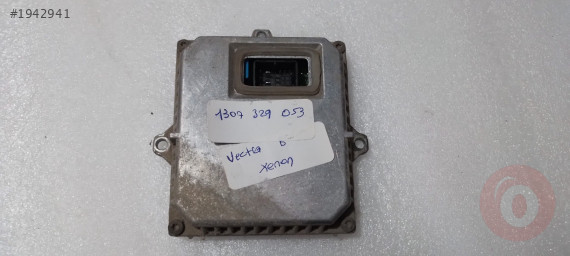 #1942941
1307 329 053
Vectra B
xenon